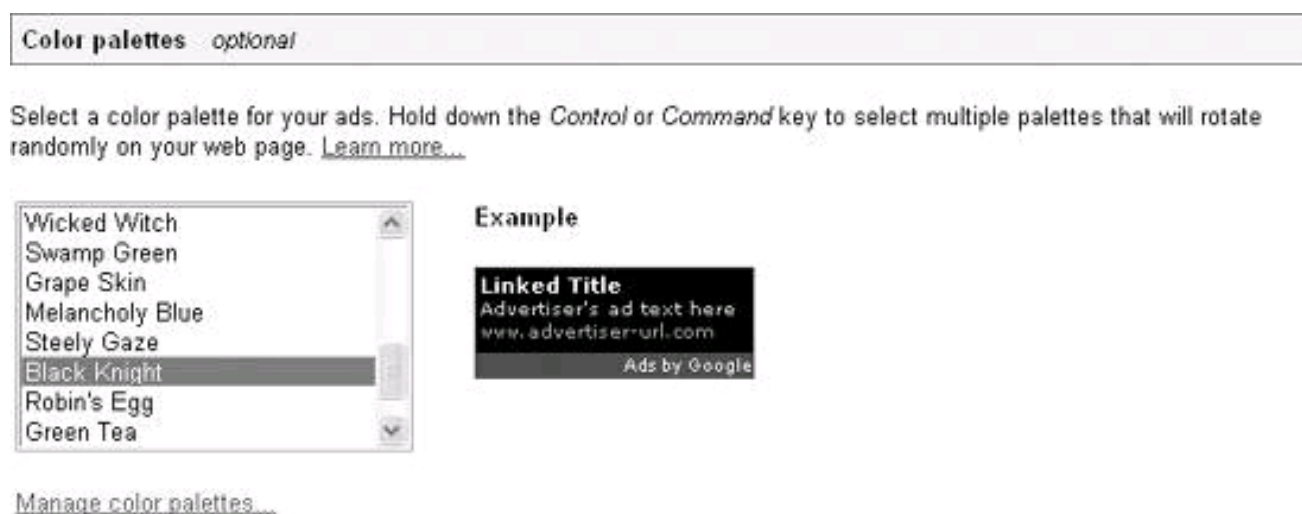 Color palettes optional
Select a color palette for your ads. Hold down the Control or Command key to select multiple palettes that will rotate
randomly on your web page. Learn more...
Wicked Witch
Swamp Green
Grape Skin
Melancholy Blue
Steely Gaze
Black Knight
Robin's Egg
Green Tea
Example
Linked Title
Advertiser's ad text here
www.advertiser-url.com
Ads by Google
Manage color palettes...